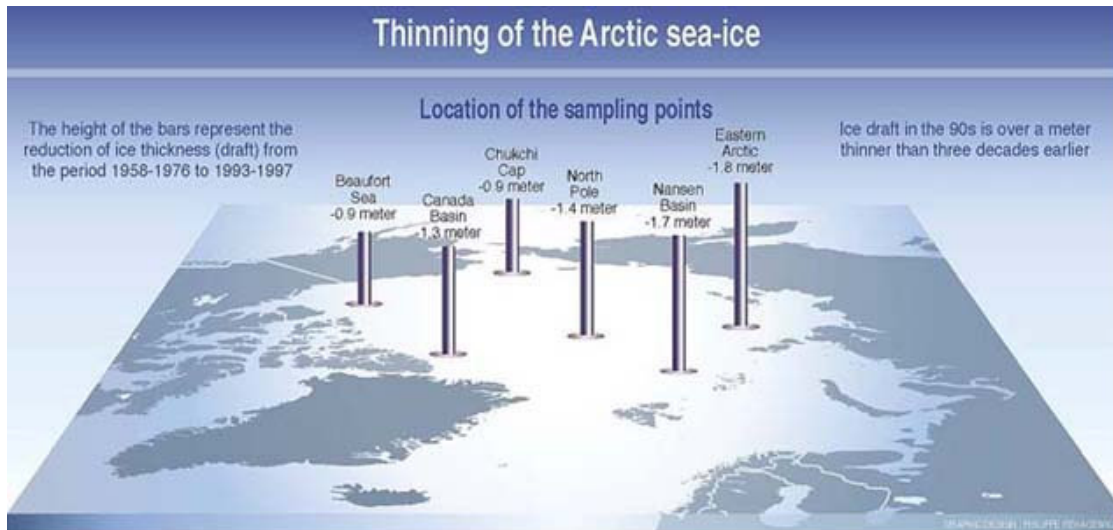 Thinning of the Arctic sea-ice
Location of the sampling points
The height of the bars represent the
reduction of ice thickness (draft) from
the period 1958-1976 to 1993-1997
Ice draft in the 90s is over a meter
thinner than three decades earlier
Beaufort
Sea
-0.9 meter
Canada
Basin
-1.3 meter
Chukchi
Cap
-0.9 meter
North
Pole
-1.4 meter
Nansen
Basin
-1.7 meter
Eastern
Arctic
-1.8 meter
GRAPHIC DESIGN : PHILIPPE